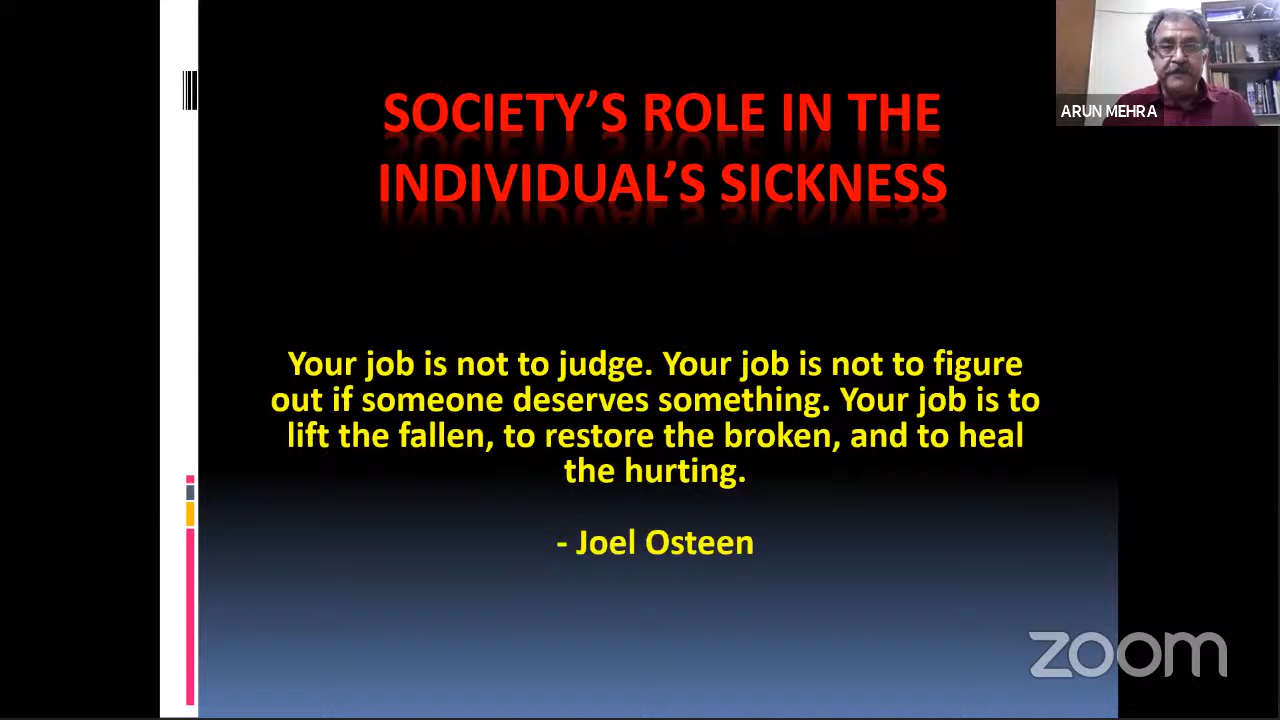 SOCIETY’S ROLE IN THE
INDIVIDUAL’S SICKNESS
ARUN MEHRA
Your job is not to judge. Your job is not to figure
out if someone deserves something. Your job is to
lift the fallen, to restore the broken, and to heal
the hurting.
- Joel Osteen
zoom